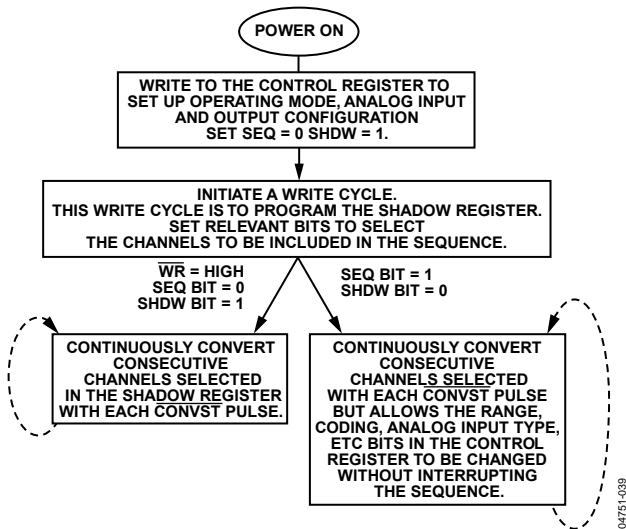 POWER ON
WRITE TO THE CONTROL REGISTER TO
SET UP OPERATING MODE, ANALOG INPUT
AND OUTPUT CONFIGURATION
SET SEQ = 0 SHDW = 1.
INITIATE A WRITE CYCLE.
THIS WRITE CYCLE IS TO PROGRAM THE SHADOW REGISTER.
SET RELEVANT BITS TO SELECT
THE CHANNELS TO BE INCLUDED IN THE SEQUENCE.
WR = HIGH
SEQ BIT = 0
SHDW BIT = 1
SEQ BIT = 1
SHDW BIT = 0
CONTINUOUSLY CONVERT
CONSECUTIVE
CHANNELS SELECTED
IN THE SHADOW REGISTER
WITH EACH CONVST PULSE.
CONTINUOUSLY CONVERT
CONSECUTIVE
CHANNELS SELECTED
WITH EACH CONVST PULSE
BUT ALLOWS THE RANGE,
CODING, ANALOG INPUT TYPE,
ETC BITS IN THE CONTROL
REGISTER TO BE CHANGED
WITHOUT INTERRUPTING
THE SEQUENCE.
04751-039